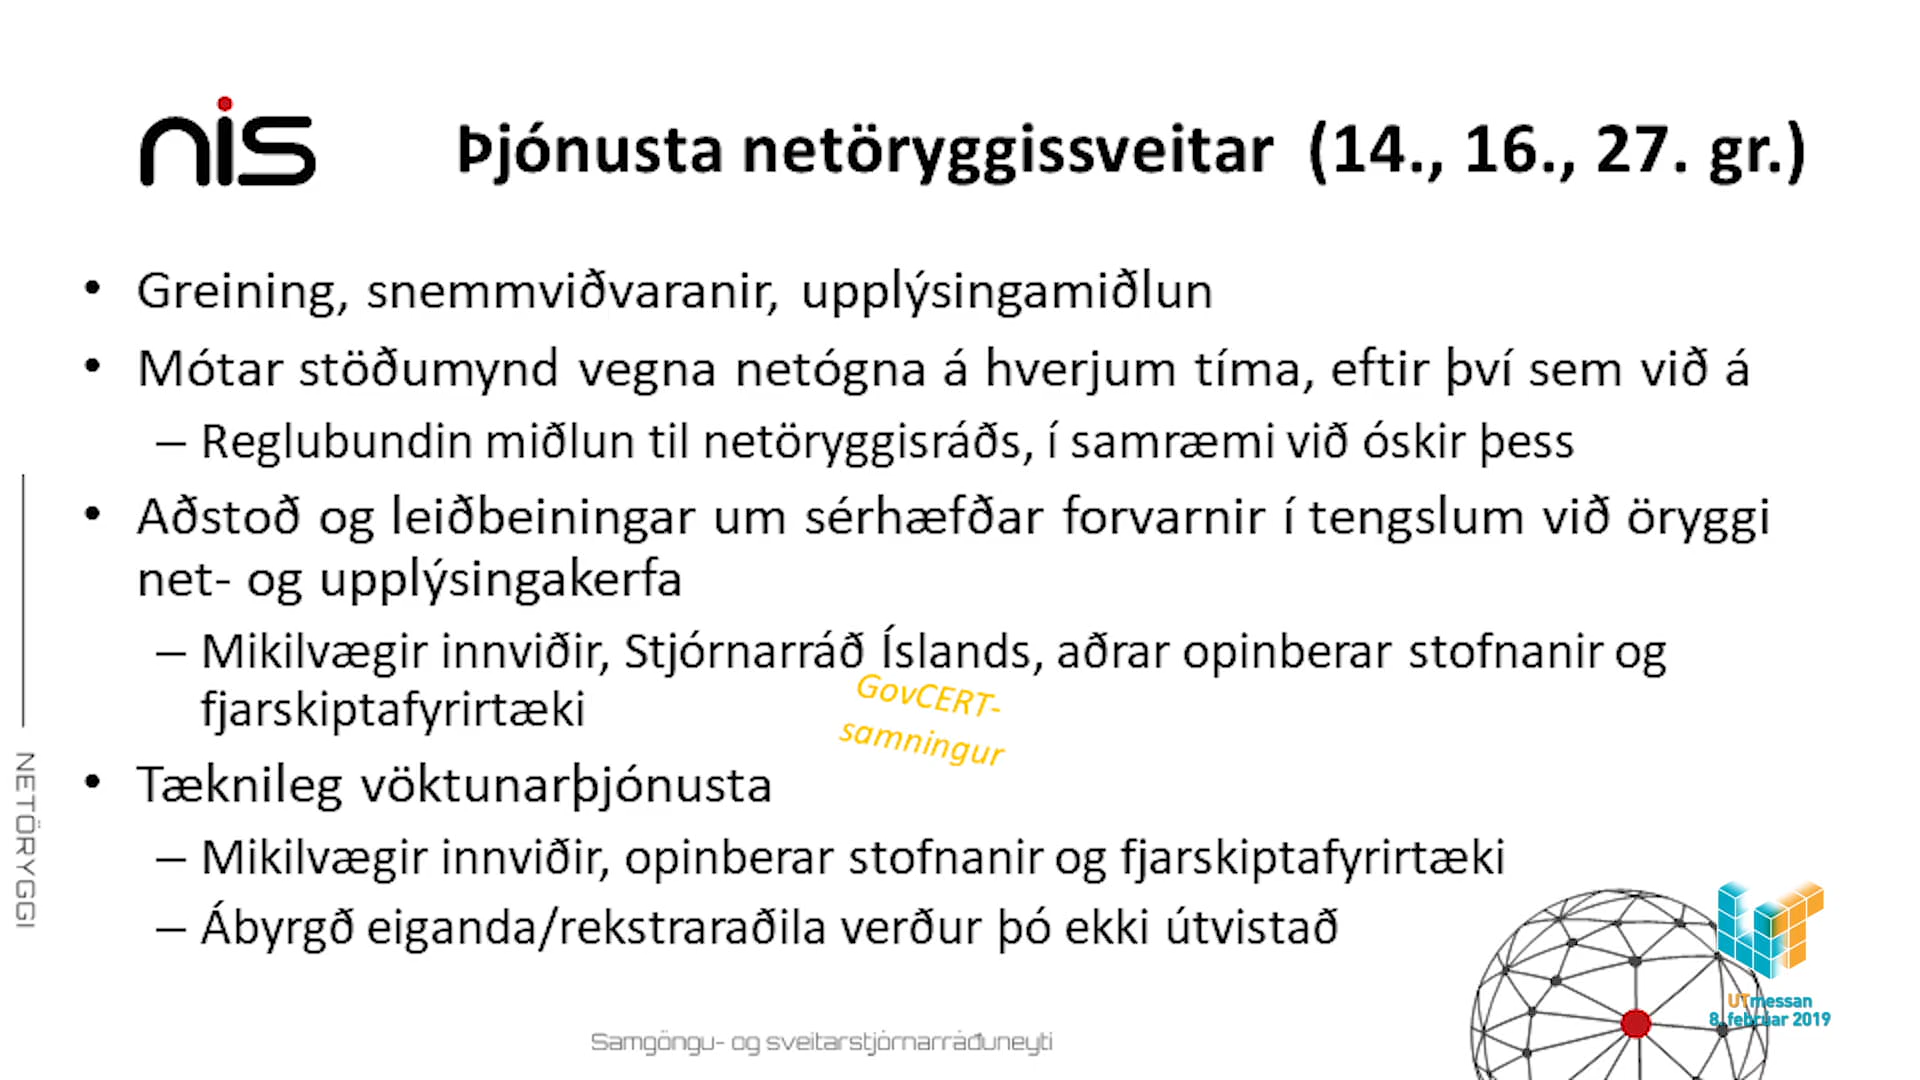 nis
Þjónusta netöryggissveitar (14., 16., 27. gr.)
• Greining, snemmviðvaranir, upplýsingamiðlun
• Mótar stöðumynd vegna netógna á hverjum tíma, eftir því sem við á
– Reglubundin miðlun til netöryggisráðs, í samræmi við óskir þess
• Aðstoð og leiðbeiningar um sérhæfðar forvarnir í tengslum við öryggi
net- og upplýsingakerfa
– Mikilvægir innviðir, Stjórnarráð Íslands, aðrar opinberar stofnanir og
fjarskiptafyrirtæki
GovCERT-
samningur
• Tæknileg vöktunarþjónusta
– Mikilvægir innviðir, opinberar stofnanir og fjarskiptafyrirtæki
– Ábyrgð eiganda/rekstraraðila verður þó ekki útvistað
NETÖRYGGI
Samgöngu- og sveitarstjórnarráðuneyti
UTmessan
8. febrúar 2019